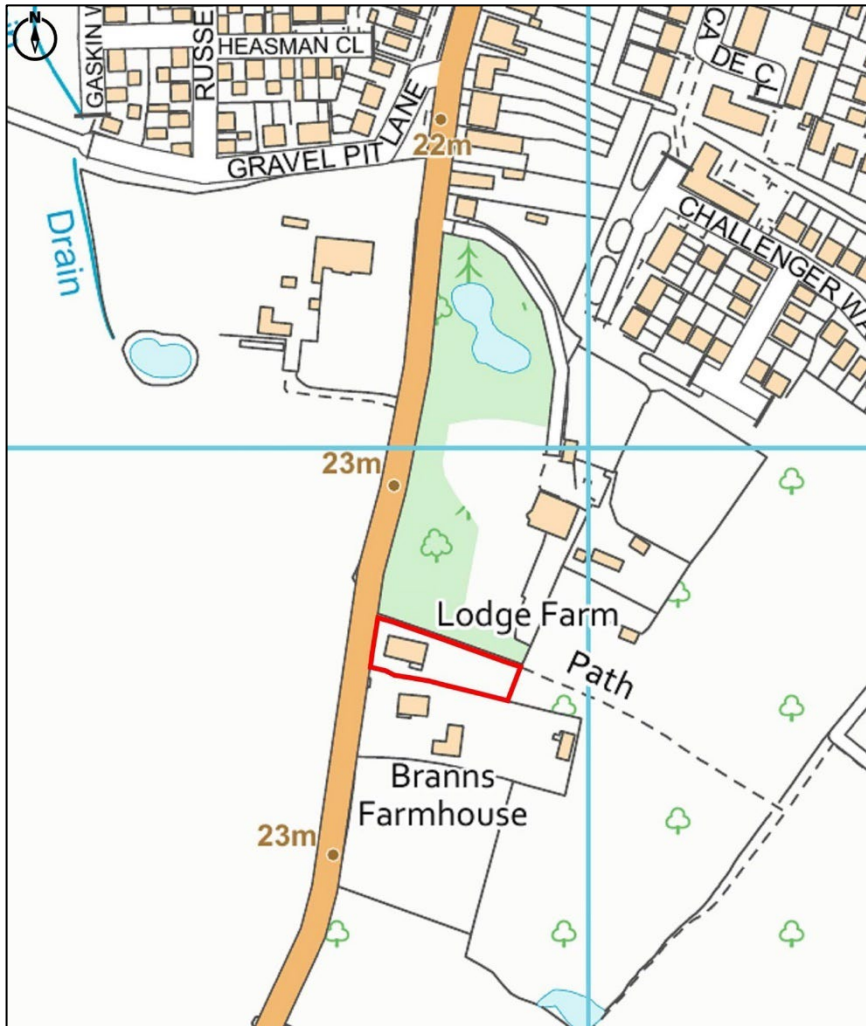 N
GASKIN W
RUSSE
HEASMAN CL
GRAVEL PIT LANE
22m
CA
DE CL
CHALLENGER WA
Drain
23m
Lodge Farm
Path
Branns
Farmhouse
23m